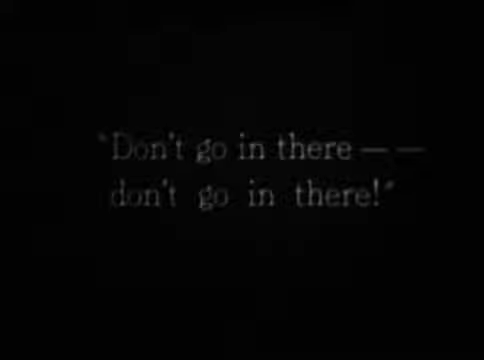 "Don't go in there — —
don't go in there!"